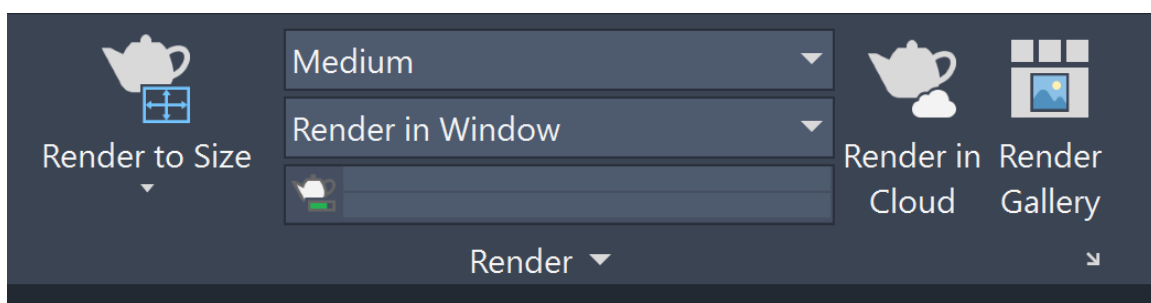 Render to Size
Medium
Render in Window
Render in
Cloud
Render
Gallery
Render